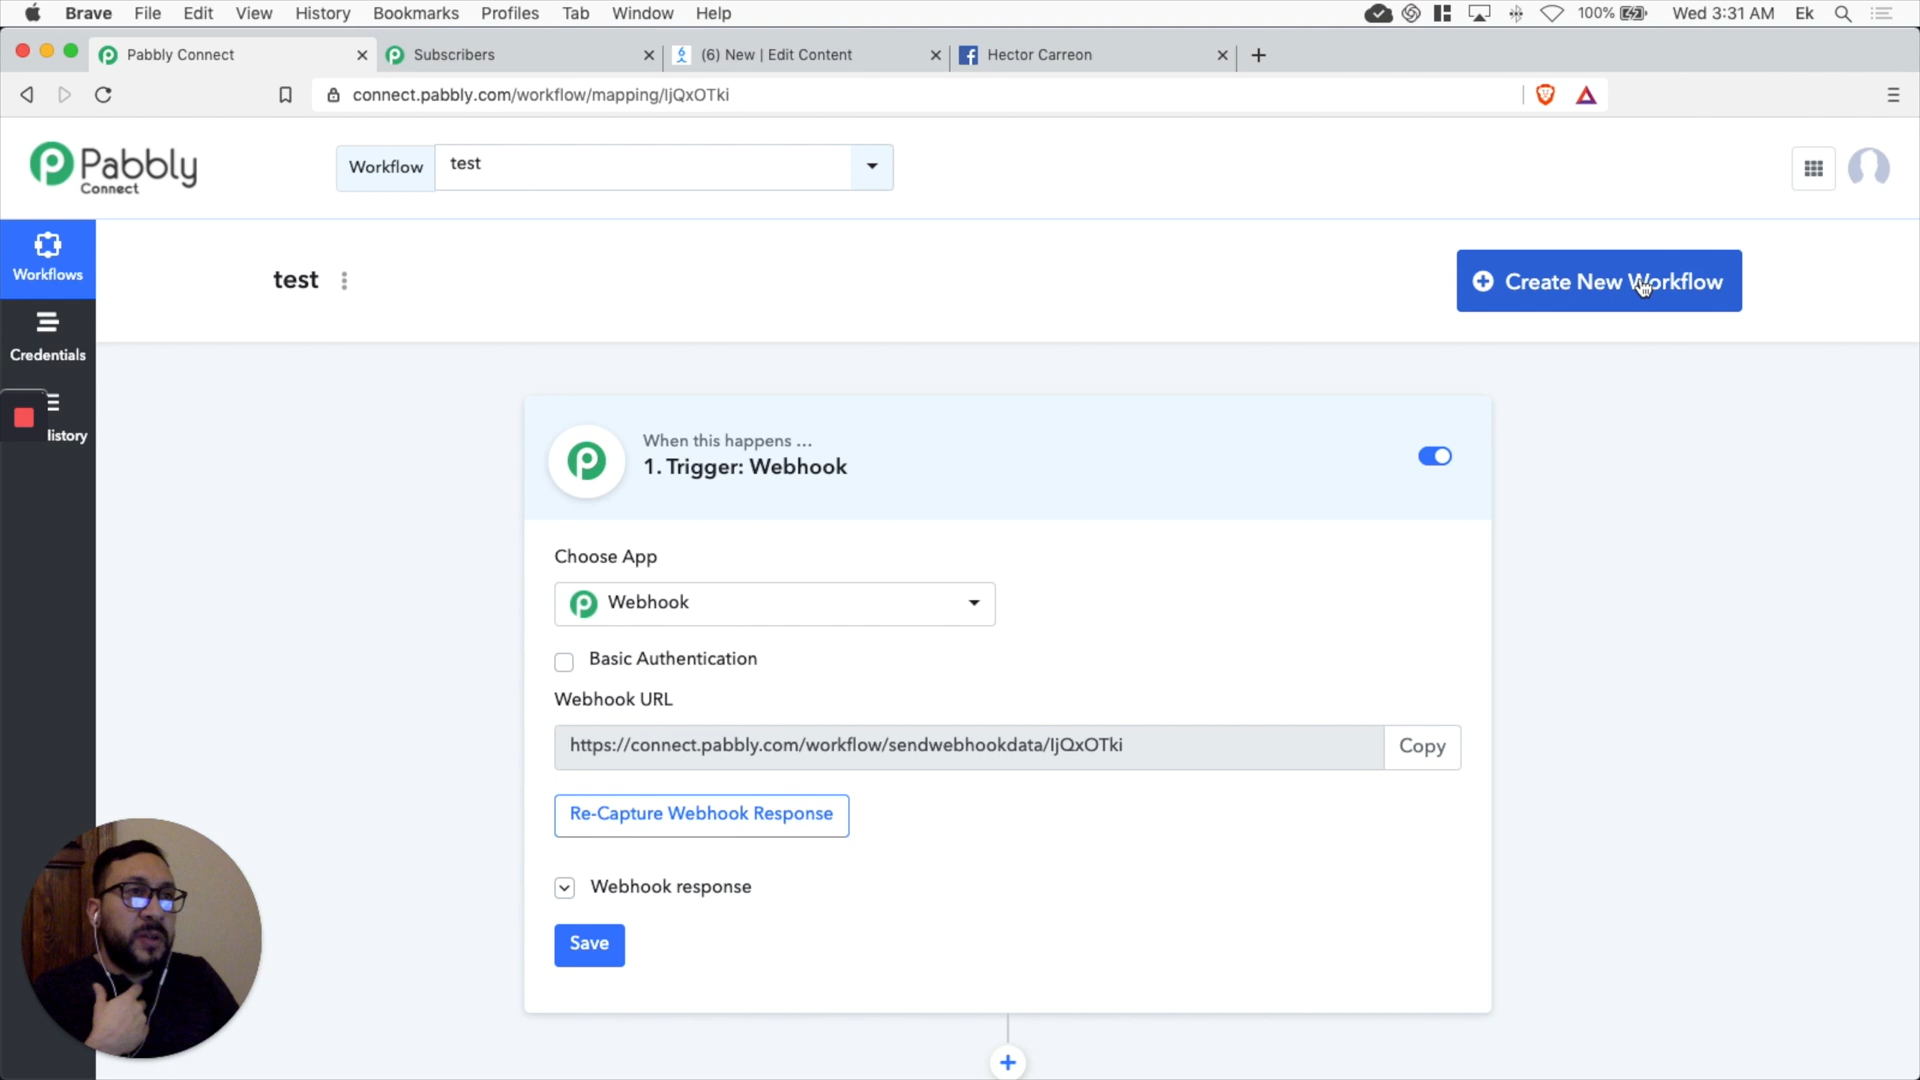 Brave File Edit View History Bookmarks Profiles Tab Window Help 100% Wed 3:31 AM Ek
Pabbly Connect Subscribers (6) New | Edit Content Hector Carreon
connect.pabbly.com/workflow/mapping/IjQxOTki
Pabbly
Connect
Workflow test
Workflows
test
Create New Workflow
Credentials
History
When this happens ...
1. Trigger: Webhook
Choose App
Webhook
Basic Authentication
Webhook URL
https://connect.pabbly.com/workflow/sendwebhookdata/IjQxOTki Copy
Re-Capture Webhook Response
Webhook response
Save